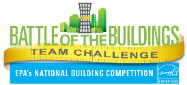 BATTLE OF THE BUILDINGS
TEAM CHALLENGE
EPA's NATIONAL BUILDING COMPETITION